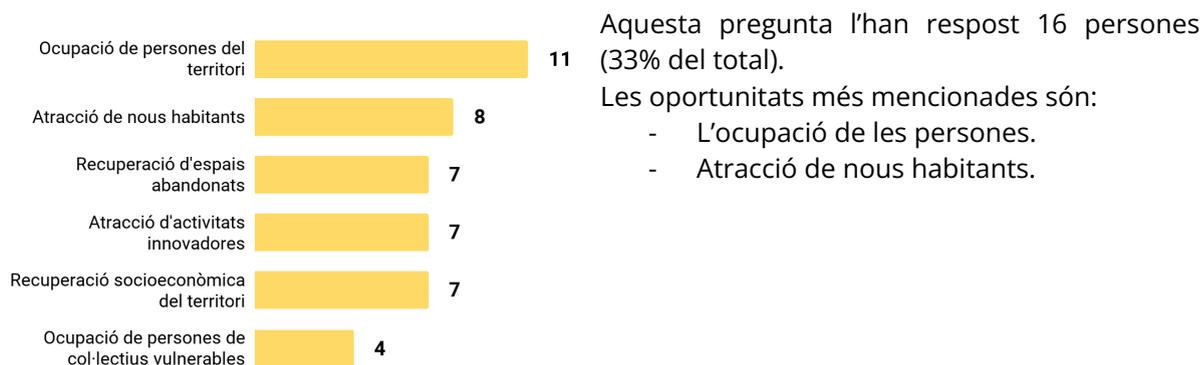 Ocupació de persones del
territori
11
Atracció de nous habitants
8
Recuperació d'espais
abandonats
7
Atracció d'activitats
innovadores
7
Recuperació socioeconòmica
del territori
7
Ocupació de persones de
col·lectius vulnerables
4
Aquesta pregunta l’han respost 16 persones
(33% del total).
Les oportunitats més mencionades són:
- L’ocupació de les persones.
- Atracció de nous habitants.